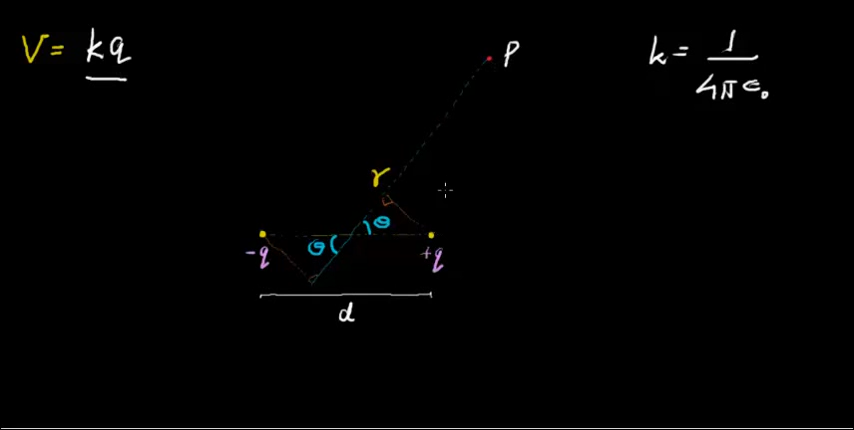 V = kq
k = 1 / 4πϵ₀
P
r
θ θ
-q +q
d